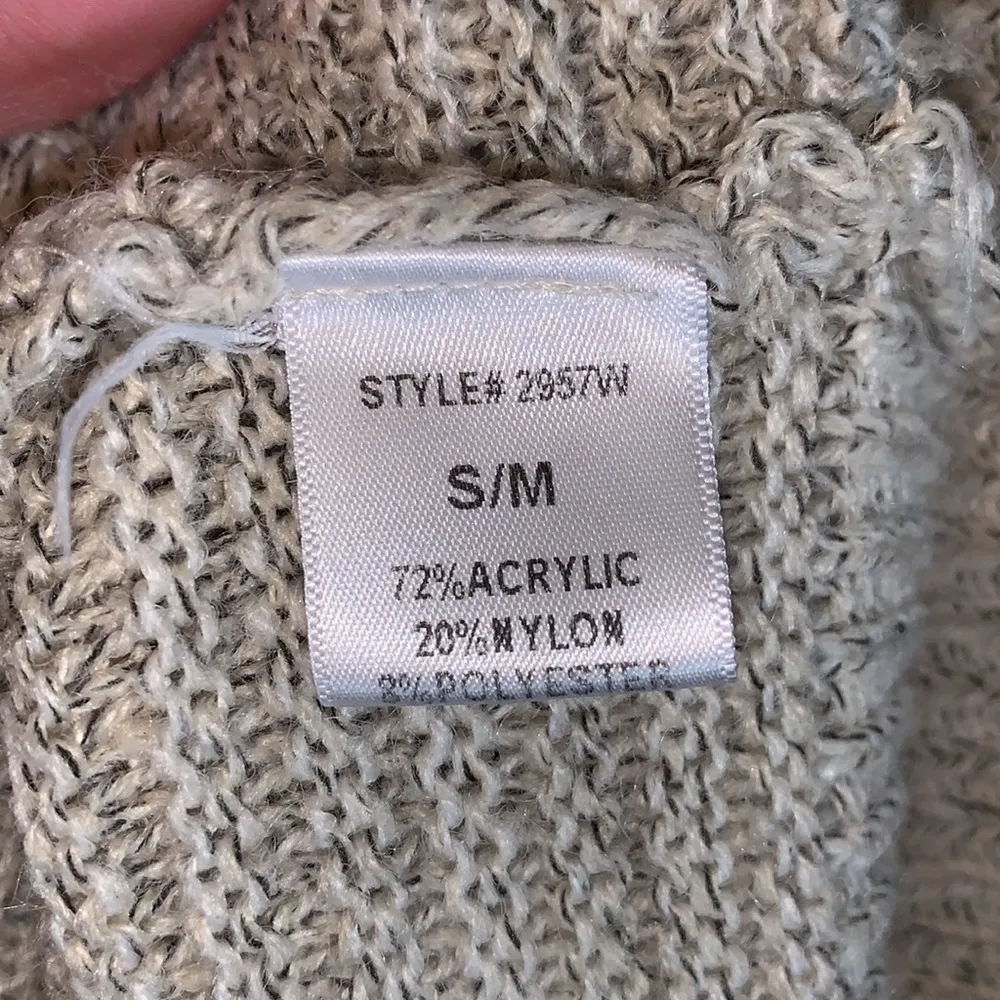 STYLE# 2957W
S/M
72%ACRYLIC
20%NYLON
8%POLYESTER